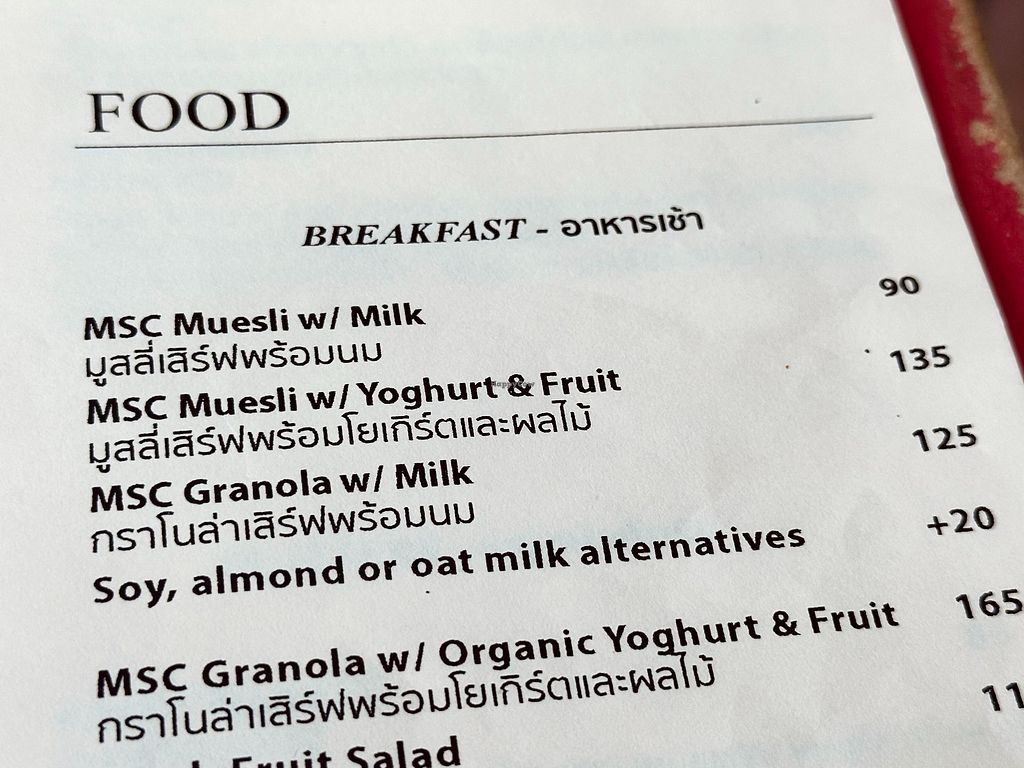 FOOD
BREAKFAST - อาหารเช้า
MSC Muesli w/ Milk 90
มูสลี่เสิร์ฟพร้อมนม
MSC Muesli w/ Yoghurt & Fruit 135
มูสลี่เสิร์ฟพร้อมโยเกิร์ตและผลไม้
MSC Granola w/ Milk 125
กราโนล่าเสิร์ฟพร้อมนม
Soy, almond or oat milk alternatives +20
MSC Granola w/ Organic Yoghurt & Fruit 165
กราโนล่าเสิร์ฟพร้อมโยเกิร์ตและผลไม้
Fruit Salad